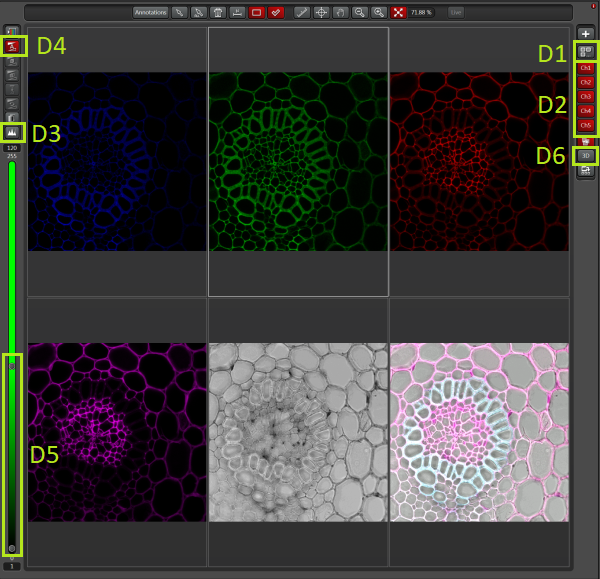 Annotations
71.88 %
Live
D4
D1
Ch1
Ch2
Ch3
Ch4
Ch5
D2
D3
120
255
D6
3D
D5
1